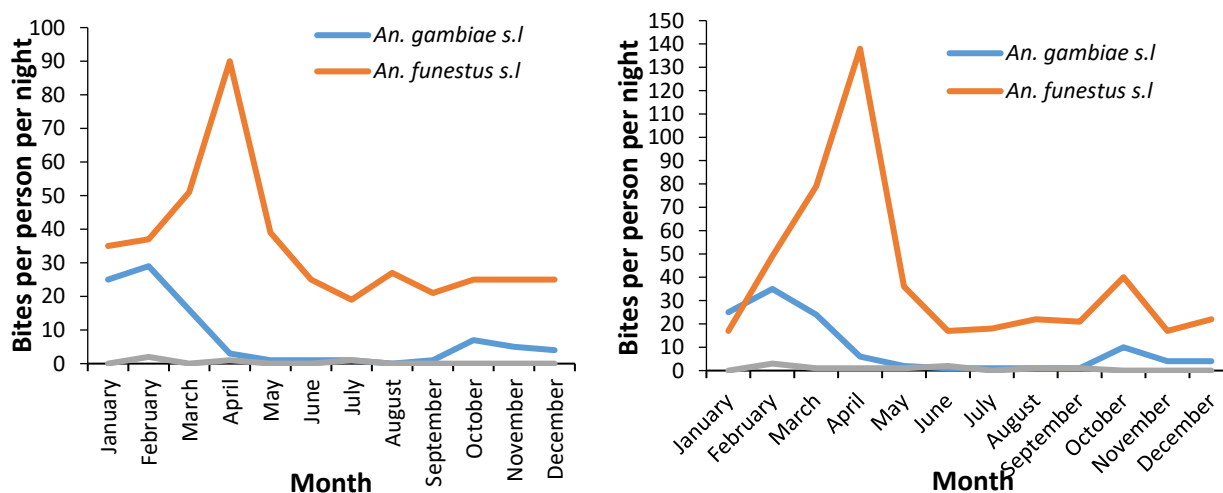 Bites per person per night
100
90
80
70
60
50
40
30
20
10
0
An. gambiae s.l
An. funestus s.l
January
February
March
April
May
June
July
August
September
October
November
December
Month
Bites per person per night
150
140
130
120
110
100
90
80
70
60
50
40
30
20
10
0
An. gambiae s.l
An. funestus s.l
January
February
March
April
May
June
July
August
September
October
November
December
Month